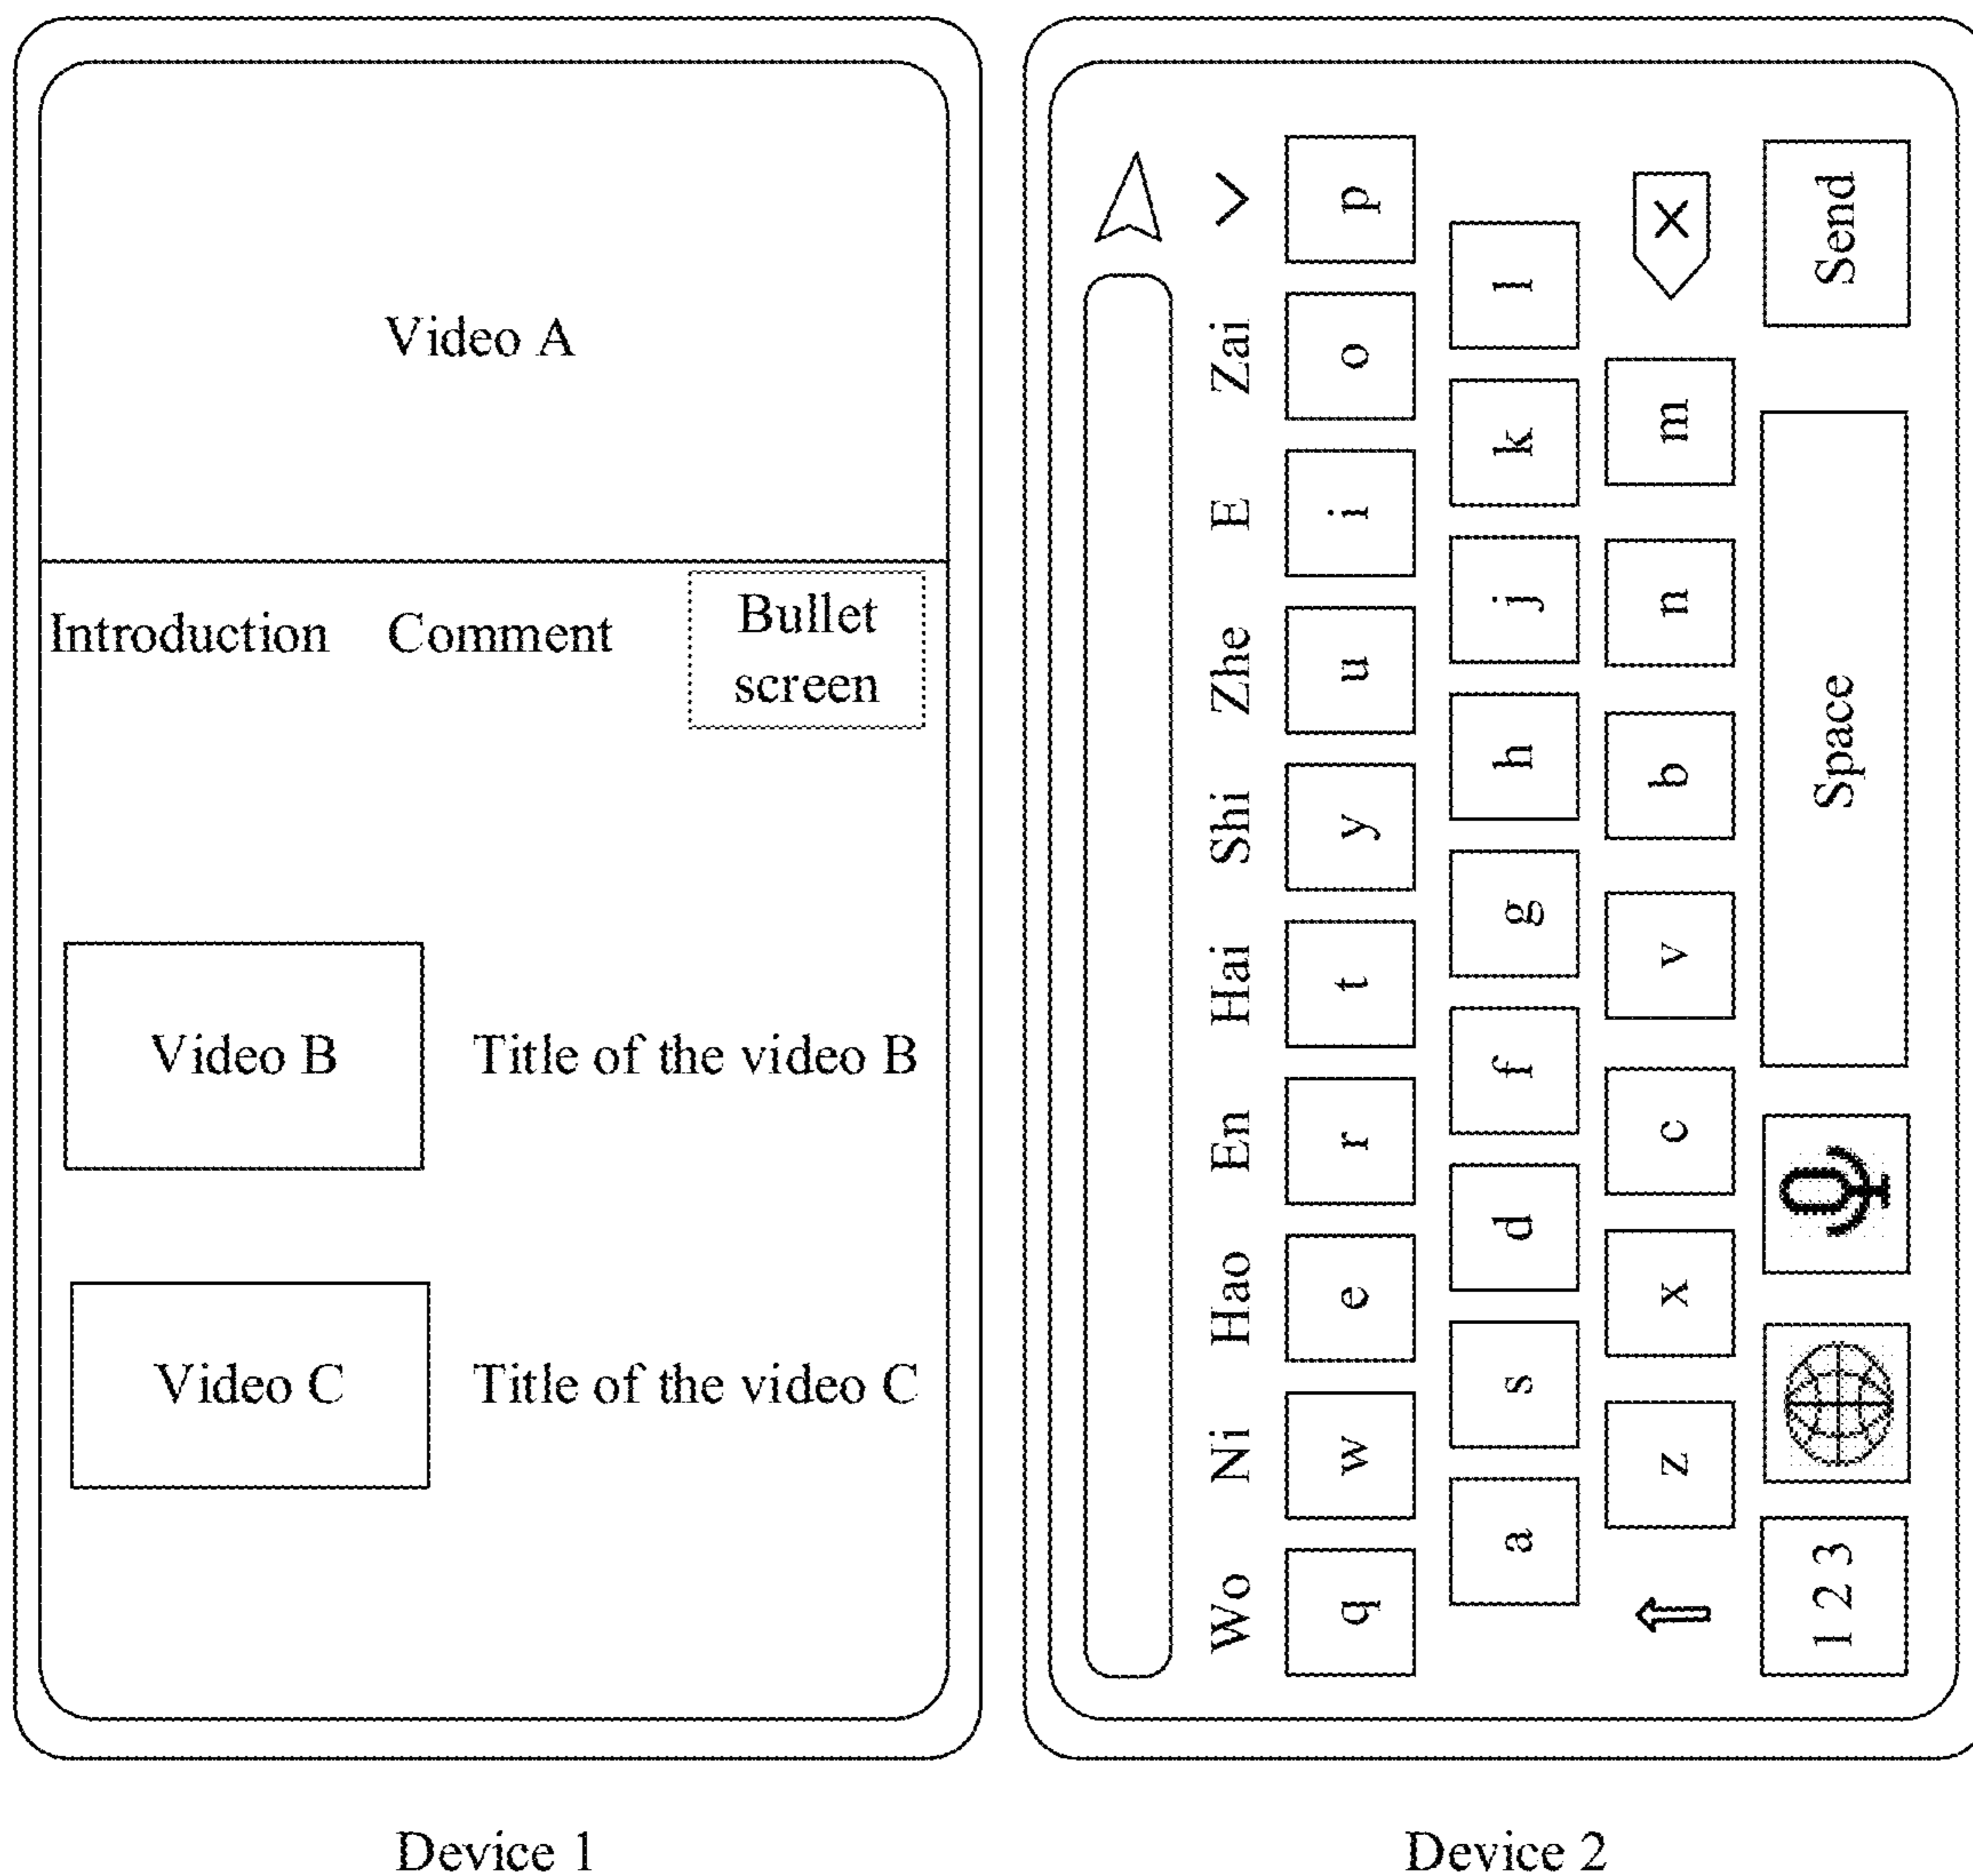 Video A
Introduction Comment Bullet screen
Video B Title of the video B
Video C Title of the video C
Device 1
Wo Ni Hao En Hai Shi Zhe E Zai
q w e r t y u i o p
a s d f g h j k l
z x c v b n m
1 2 3 Space Send
Device 2